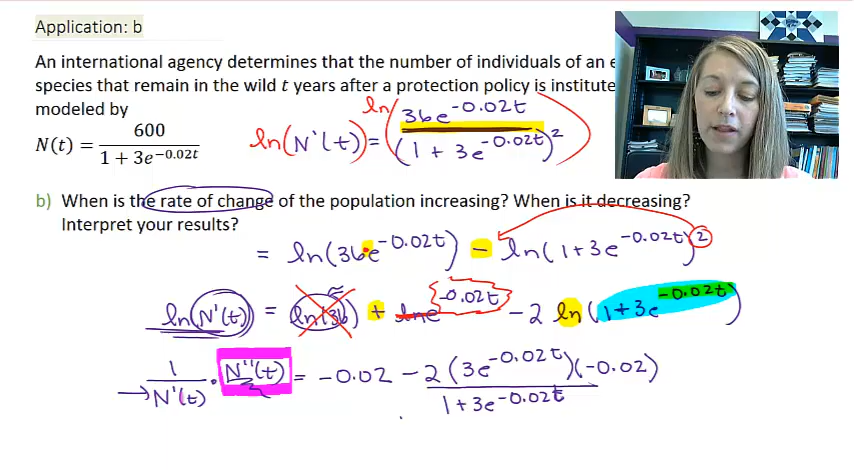 Application: b
An international agency determines that the number of individuals of an e
species that remain in the wild t years after a protection policy is institute
modeled by
N(t) = 600 / (1 + 3e^−0.02t)
ln(N'(t)) = ln(36e^-0.02t / (1 + 3e^-0.02t)^2)
b) When is the rate of change of the population increasing? When is it decreasing?
Interpret your results?
= ln(36•e^-0.02t) - ln(1+3e^-0.02t)^2
ln(N'(t)) = ln(36) + lne^-0.02t - 2 ln(1+3e^-0.02t)
1/N'(t) · N''(t) = -0.02 - 2(3e^-0.02t)(-0.02) / (1+3e^-0.02t)